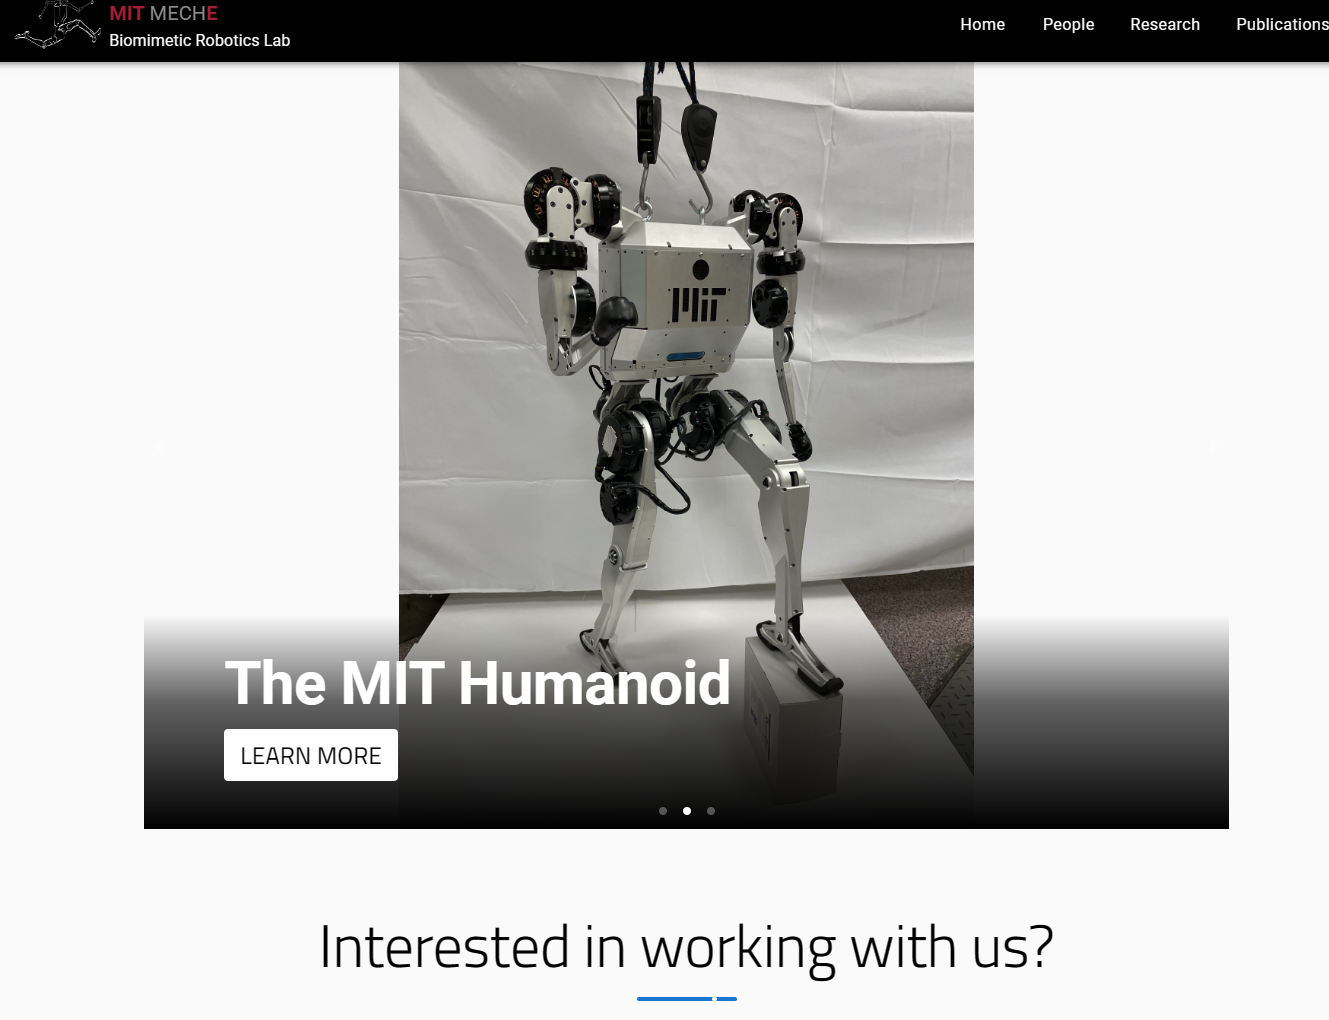 MIT MECHE
Biomimetic Robotics Lab
Home People Research Publications
MIT
The MIT Humanoid
LEARN MORE
Interested in working with us?